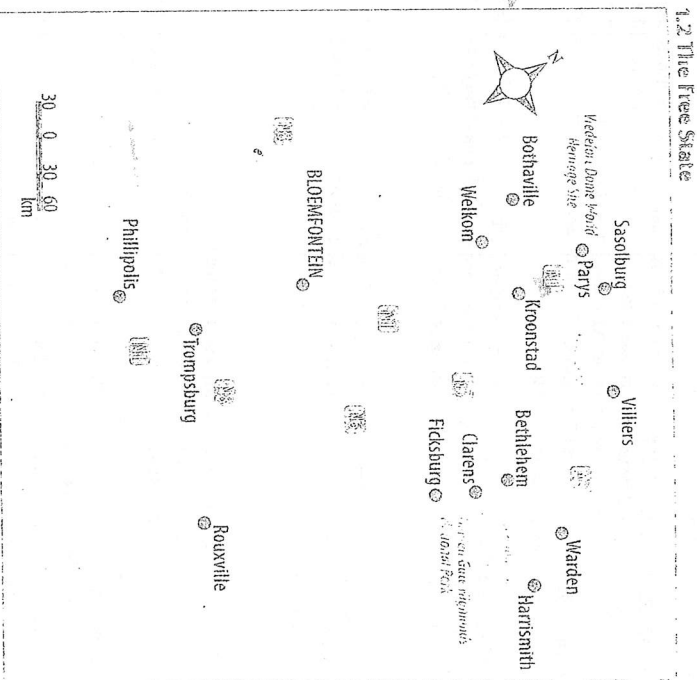 1.2 The Free State
Sasolburg
Vredefort Dome World
Heritage Site
Parys
Villiers
Bothaville
Kroonstad
Warden
Welkom
Bethlehem
Harrismith
Clarens
Ficksburg
BLOEMFONTEIN
Trompsburg
Rouxville
Phillipolis
N
30 0 30 60
km